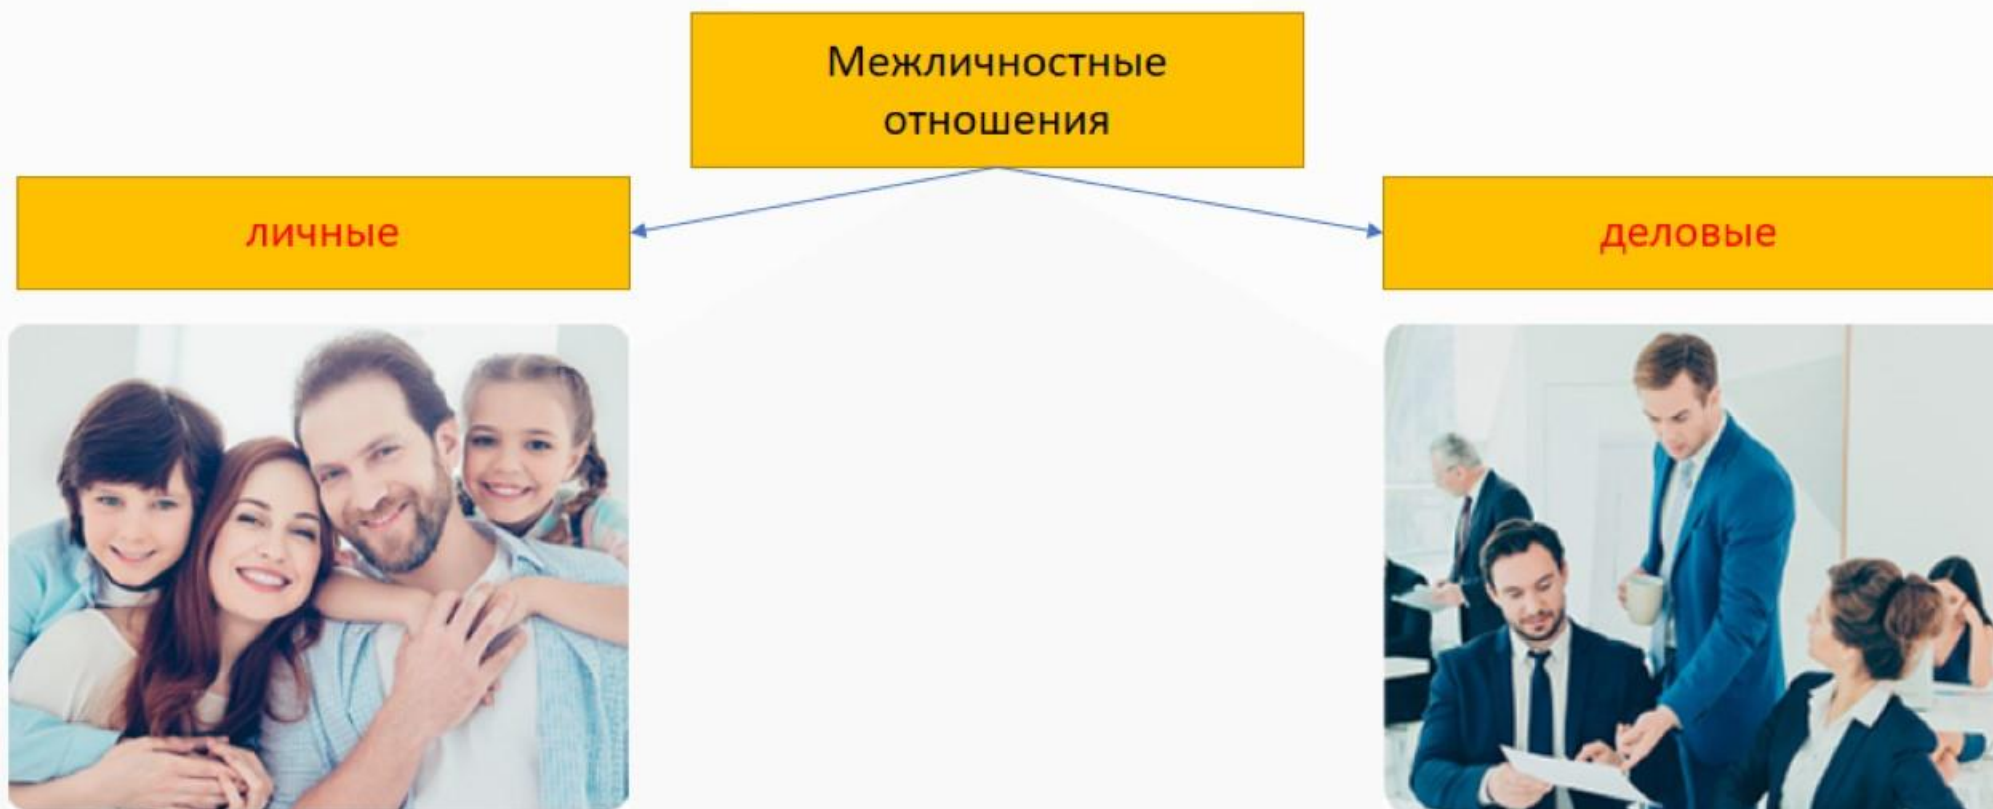 Межличностные
отношения
личные
деловые